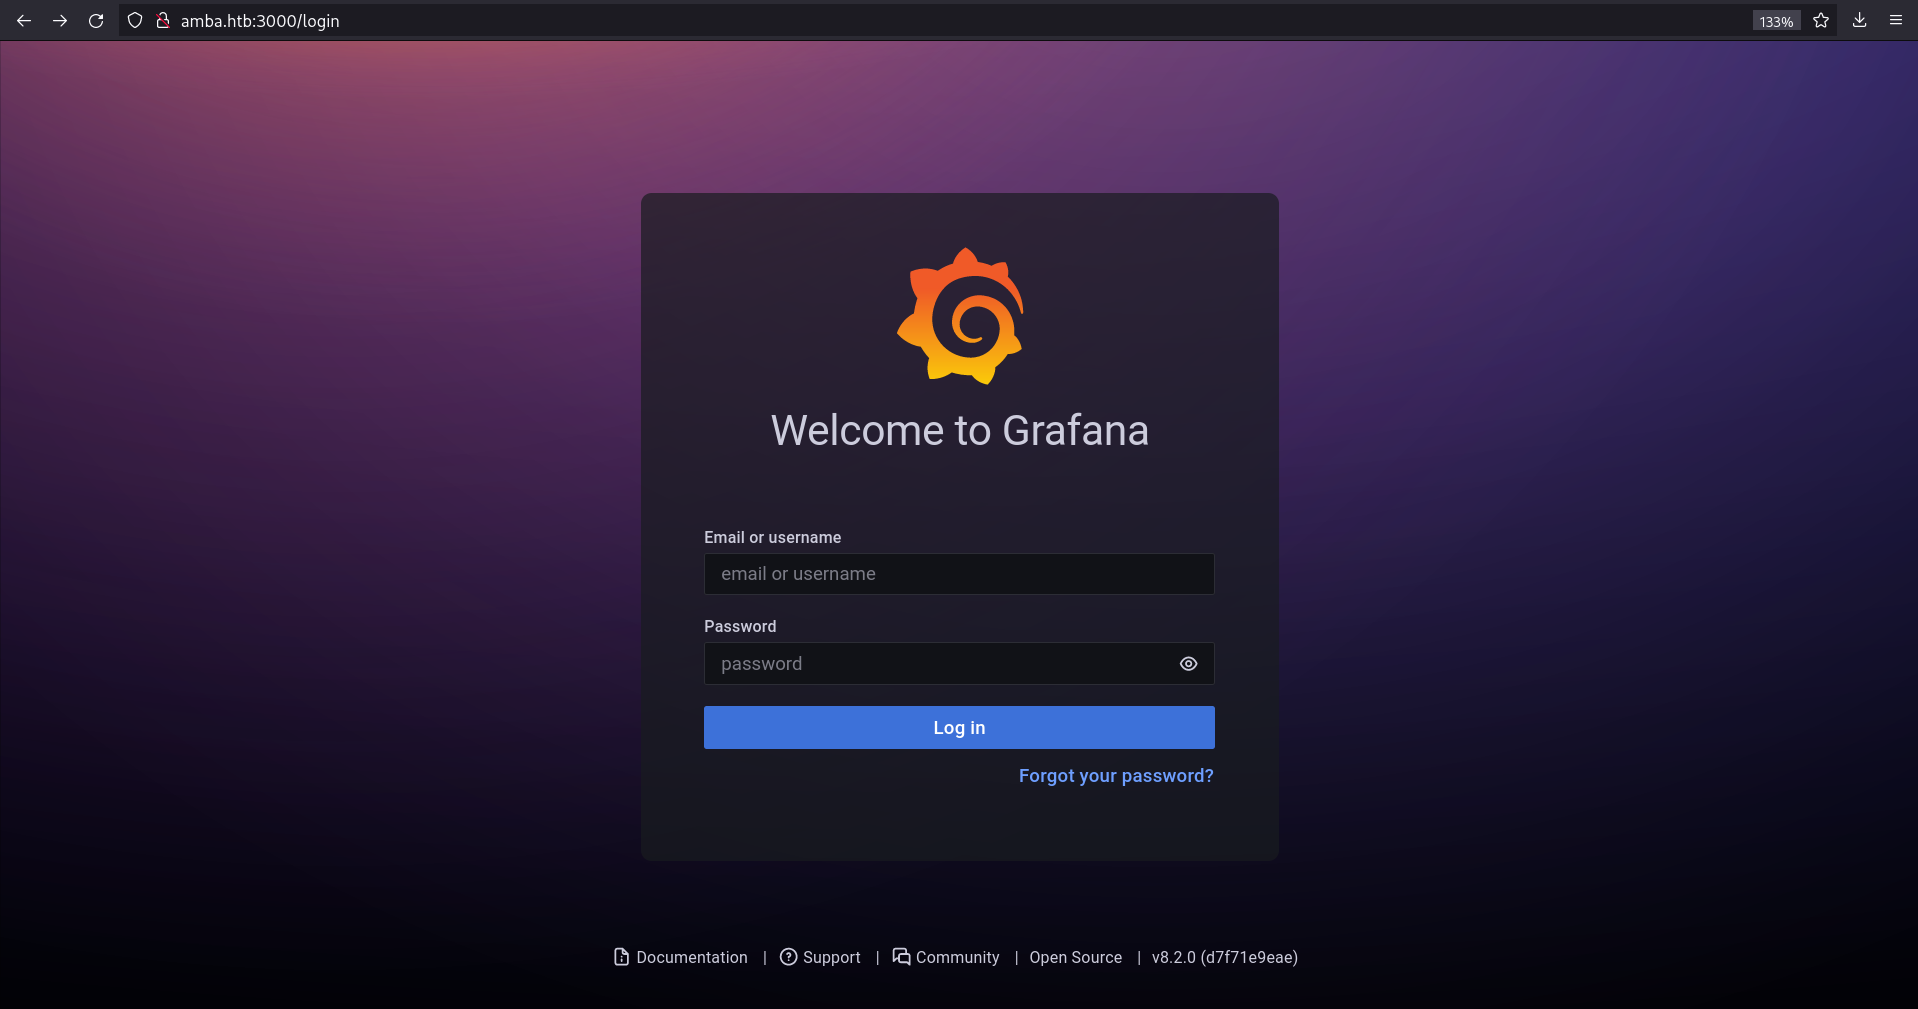 amba.htb:3000/login
133%
Welcome to Grafana
Email or username
email or username
Password
password
Log in
Forgot your password?
Documentation | Support | Community | Open Source | v8.2.0 (d7f71e9eae)